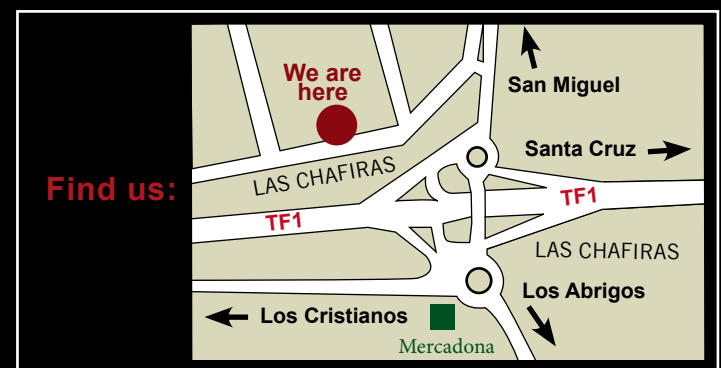 We are
here
San Miguel
Santa Cruz
Find us:
LAS CHAFIRAS
TF1
TF1
LAS CHAFIRAS
Los Abrigos
Los Cristianos
Mercadona